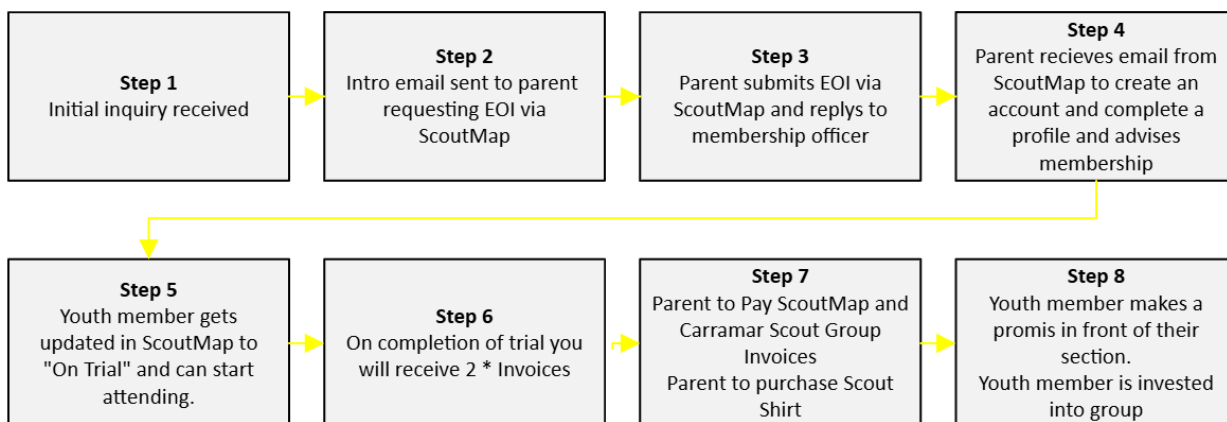 Step 1
Initial inquiry received
Step 2
Intro email sent to parent
requesting EOI via
ScoutMap
Step 3
Parent submits EOI via
ScoutMap and replys to
membership officer
Step 4
Parent recieves email from
ScoutMap to create an
account and complete a
profile and advises
membership
Step 5
Youth member gets
updated in ScoutMap to
"On Trial" and can start
attending.
Step 6
On completion of trial you
will receive 2 * Invoices
Step 7
Parent to Pay ScoutMap and
Carramar Scout Group
Invoices
Parent to purchase Scout
Shirt
Step 8
Youth member makes a
promis in front of their
section.
Youth member is invested
into group